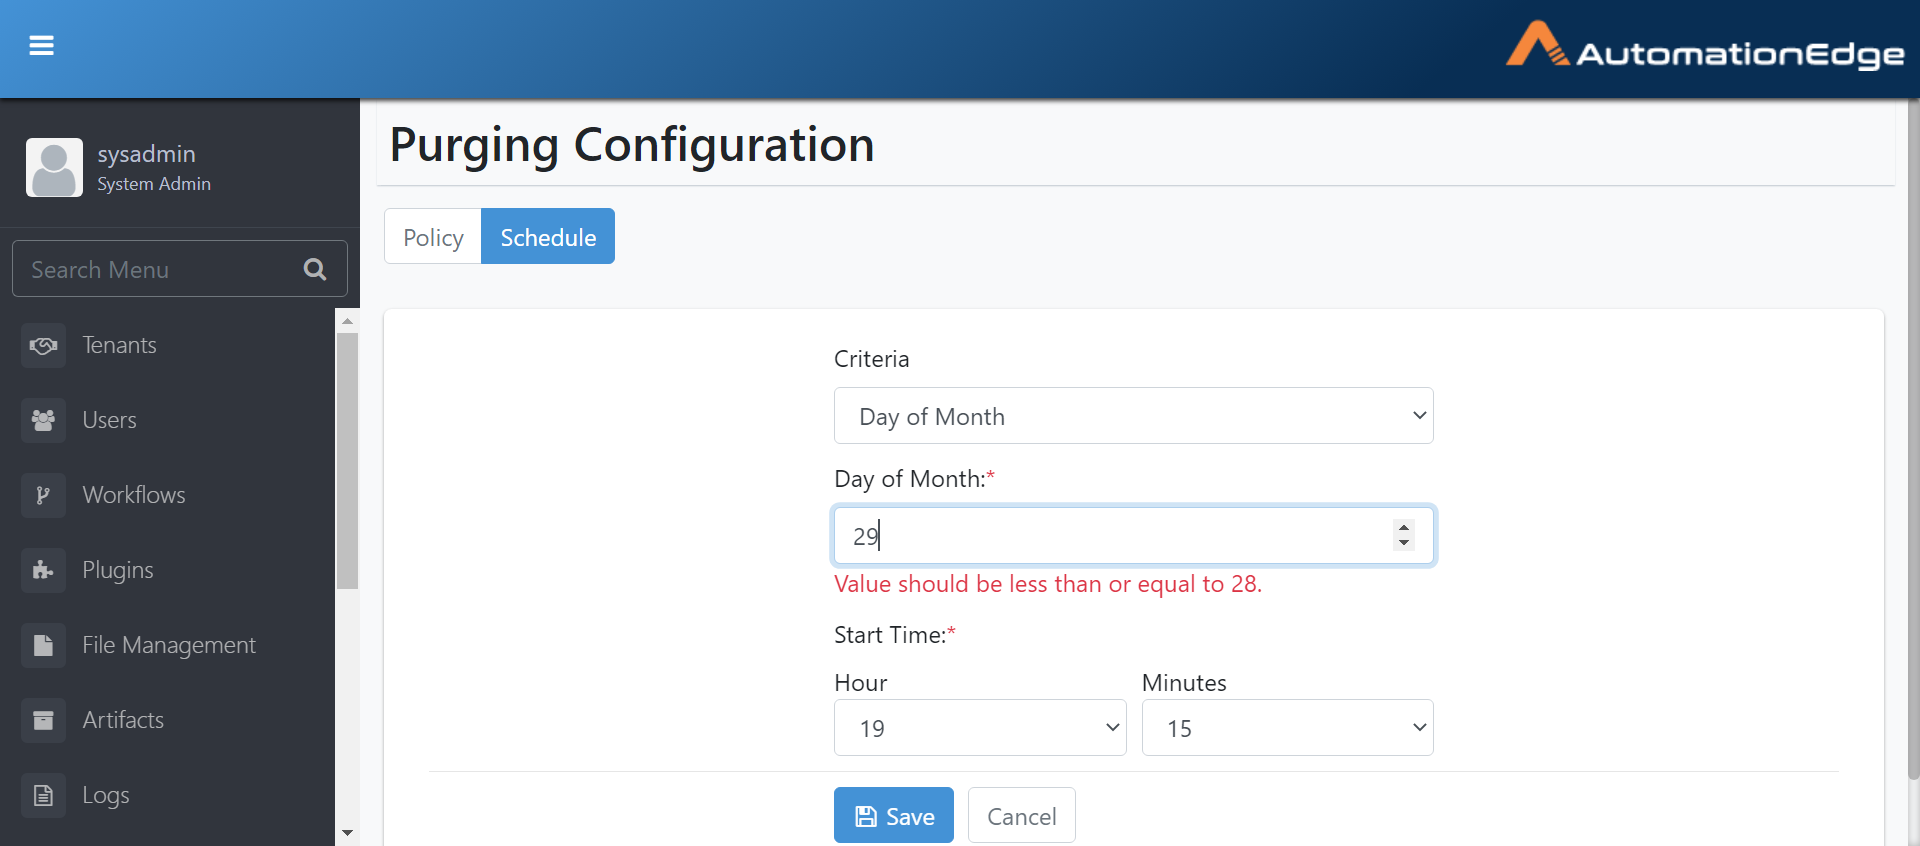 AutomationEdge
sysadmin
System Admin
Search Menu
Tenants
Users
Workflows
Plugins
File Management
Artifacts
Logs
Purging Configuration
Policy
Schedule
Criteria
Day of Month
Day of Month:*
29
Value should be less than or equal to 28.
Start Time:*
Hour
Minutes
19
15
Save
Cancel